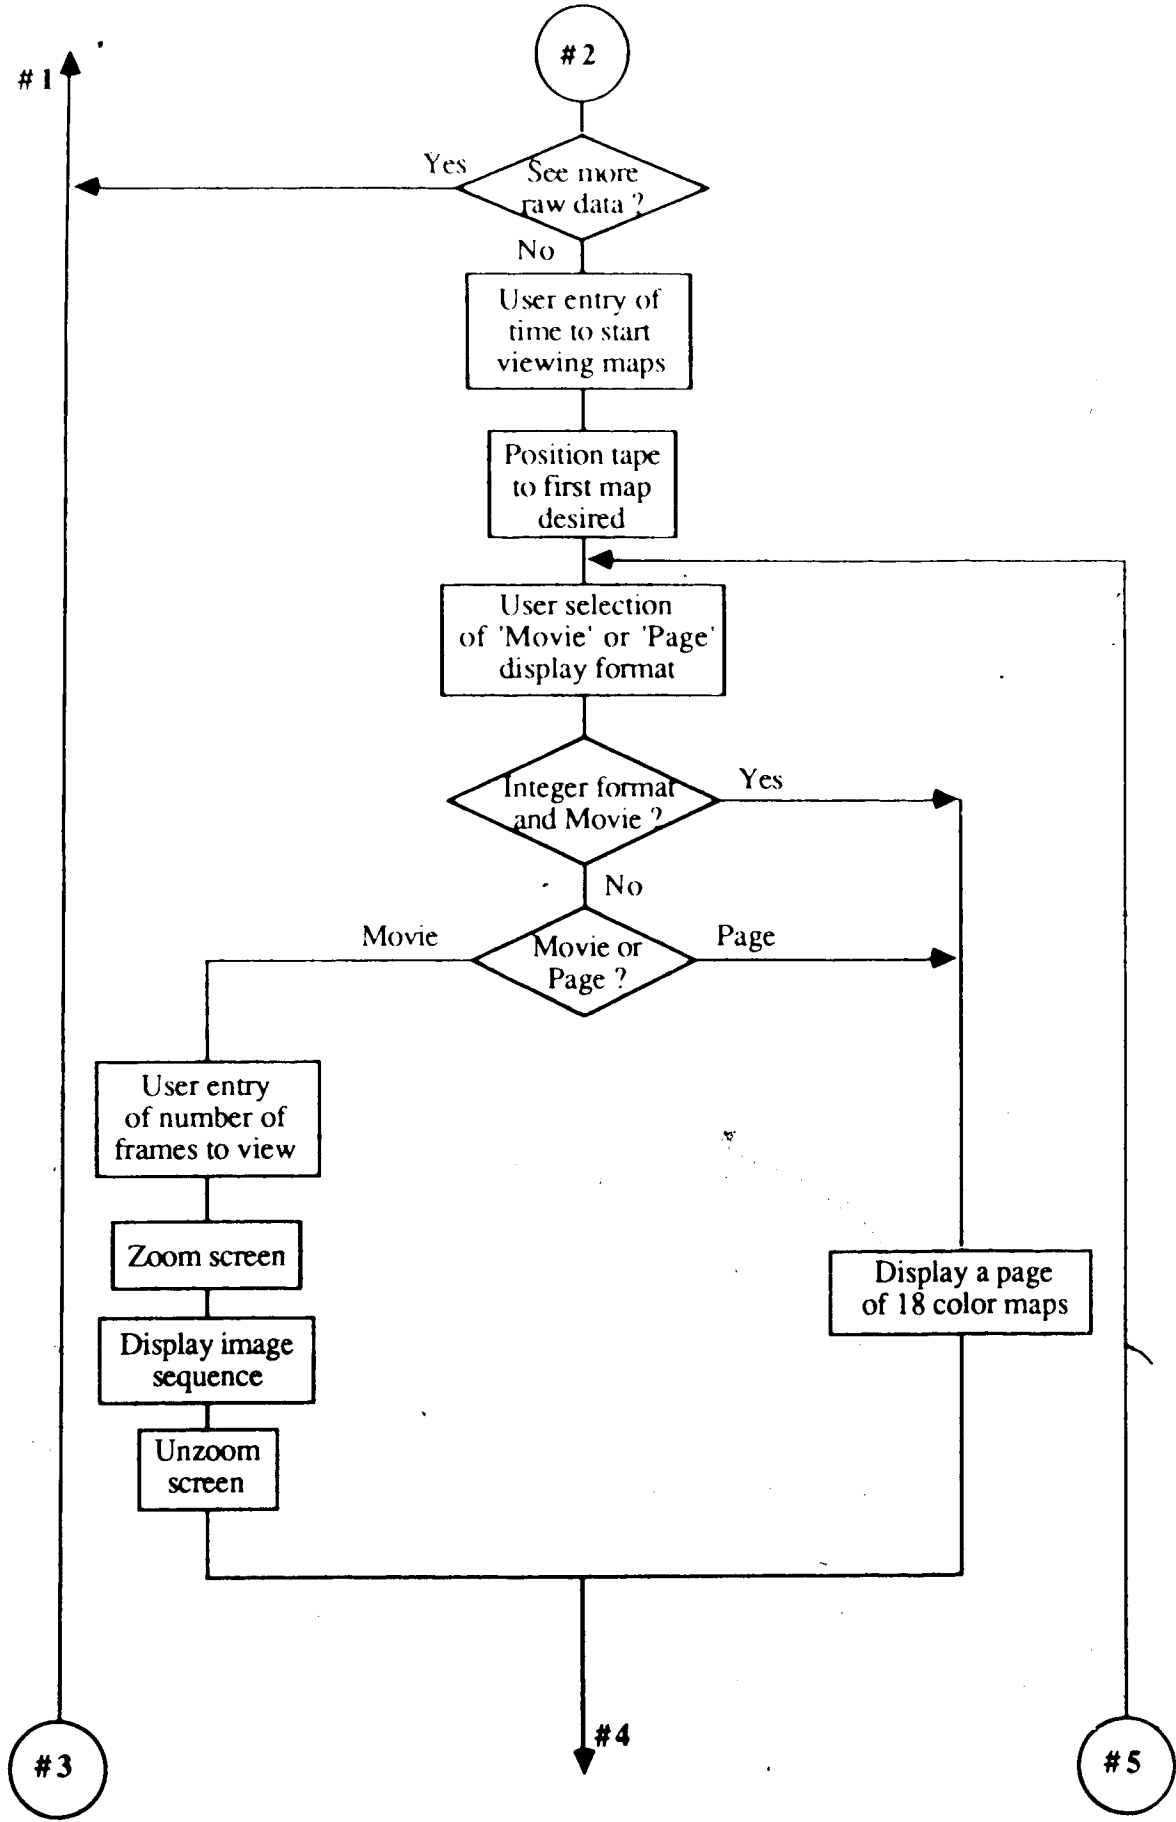 #2
#1
Yes
See more
raw data ?
No
User entry of
time to start
viewing maps
Position tape
to first map
desired
User selection
of 'Movie' or 'Page'
display format
Integer format
and Movie ?
Yes
No
Movie
Movie or
Page ?
Page
User entry
of number of
frames to view
Zoom screen
Display a page
of 18 color maps
Display image
sequence
Unzoom
screen
#4
#3
#5